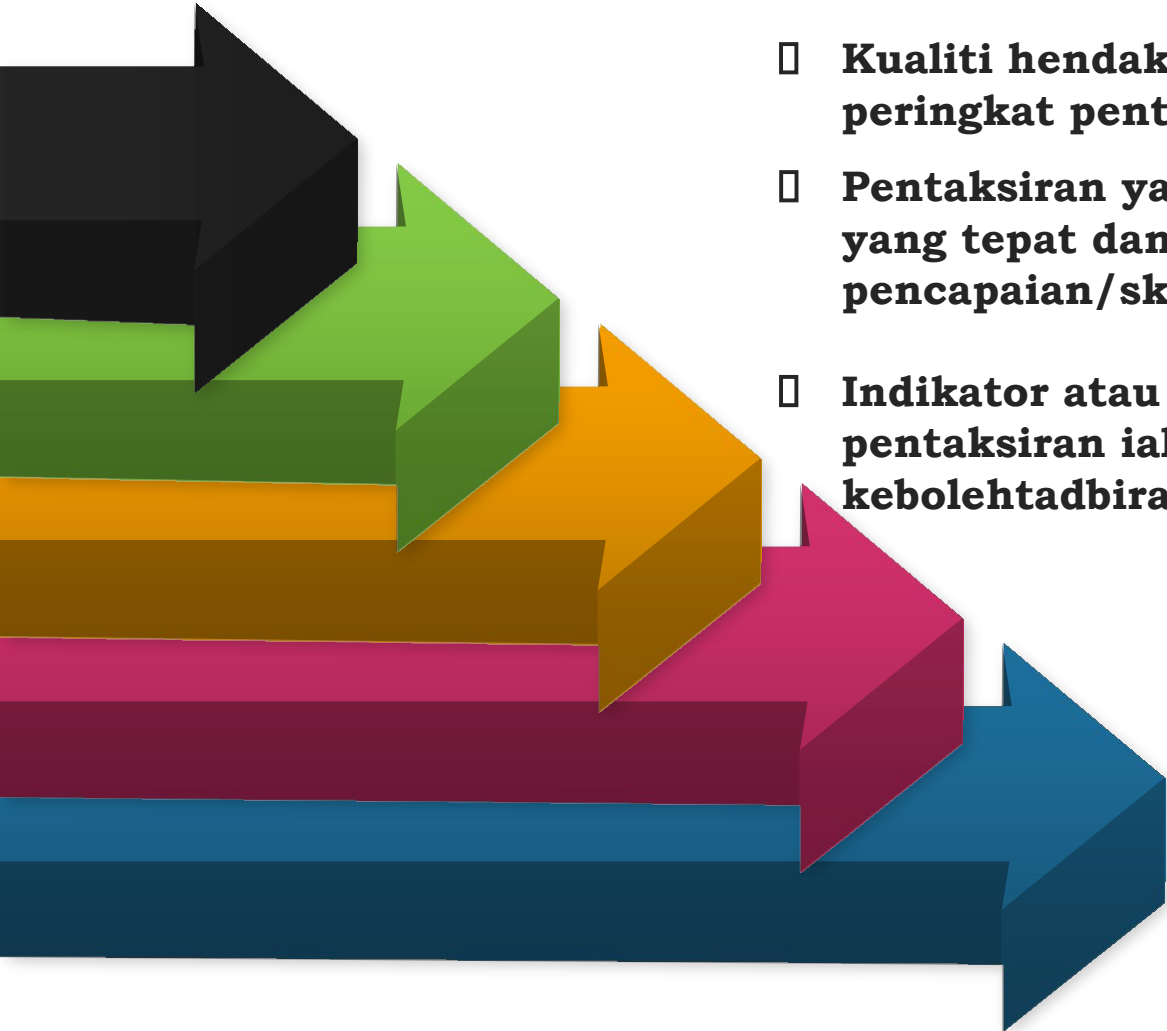 Kualiti hendak
peringkat pent
Pentaksiran ya
yang tepat dan
pencapaian/sk
Indikator atau
pentaksiran ial
kebolehtadbira